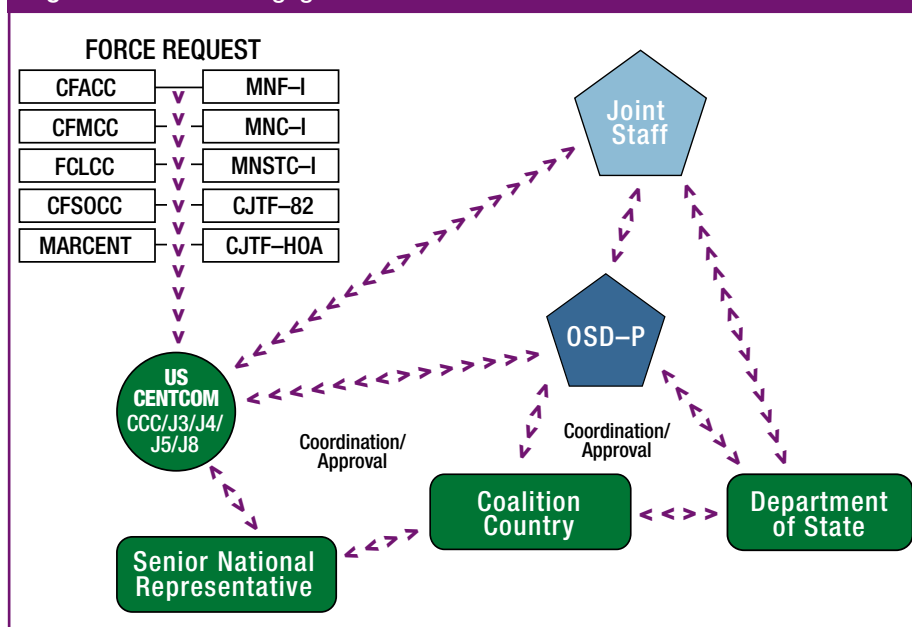 FORCE REQUEST
CFACC
MNF–I
CFMCC
MNC–I
FCLCC
MNSTC–I
CFSOCC
CJTF–82
MARCENT
CJTF–HOA
Joint
Staff
OSD–P
US
CENTCOM
CCC/J3/J4/
J5/J8
Coordination/
Approval
Coordination/
Approval
Coalition
Country
Department
of State
Senior National
Representative